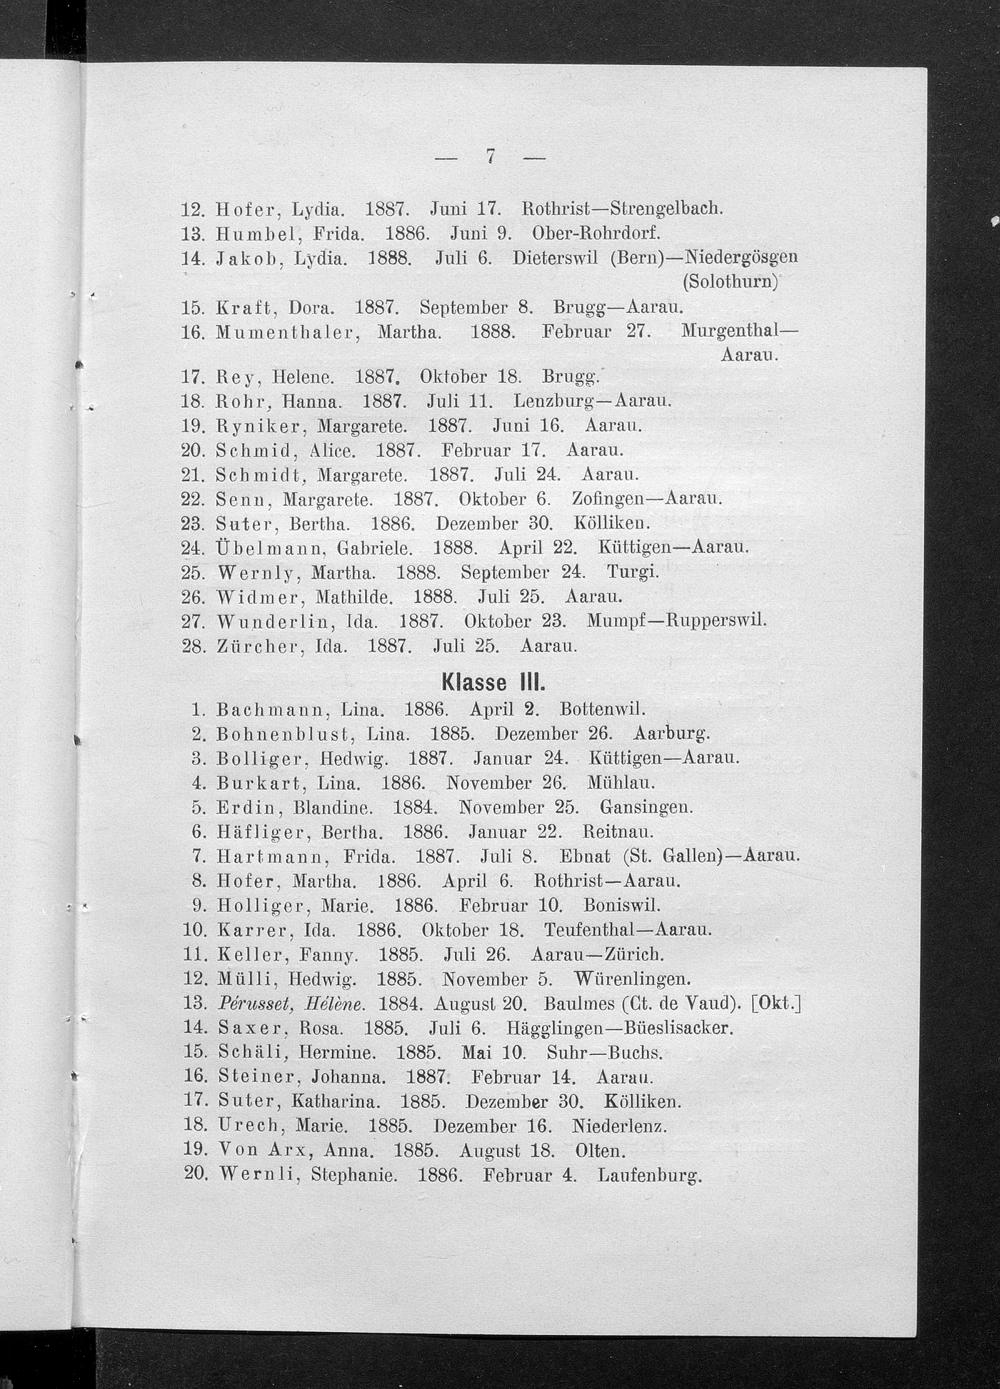 — 7 —
12. Hofer, Lydia. 1887. Juni 17. Rothrist—Strengelbach.
13. Humbel, Frida. 1886. Juni 9. Ober-Rohrdorf.
14. Jakob, Lydia. 1888. Juli 6. Dieterswil (Bern)—Niedergösgen
(Solothurn)
15. Kraft, Dora. 1887. September 8. Brugg—Aarau.
16. Mumenthaler, Martha. 1888. Februar 27. Murgenthal—
Aarau.
17. Rey, Helene. 1887. Oktober 18. Brugg.
18. Rohr, Hanna. 1887. Juli 11. Lenzburg—Aarau.
19. Ryniker, Margarete. 1887. Juni 16. Aarau.
20. Schmid, Alice. 1887. Februar 17. Aarau.
21. Schmidt, Margarete. 1887. Juli 24. Aarau.
22. Senn, Margarete. 1887. Oktober 6. Zofingen—Aarau.
23. Suter, Bertha. 1886. Dezember 30. Kölliken.
24. Übelmann, Gabriele. 1888. April 22. Küttigen—Aarau.
25. Wernly, Martha. 1888. September 24. Turgi.
26. Widmer, Mathilde. 1888. Juli 25. Aarau.
27. Wunderlin, Ida. 1887. Oktober 23. Mumpf—Rupperswil.
28. Zürcher, Ida. 1887. Juli 25. Aarau.
Klasse III.
1. Bachmann, Lina. 1886. April 2. Bottenwil.
2. Bohnenblust, Lina. 1885. Dezember 26. Aarburg.
3. Bolliger, Hedwig. 1887. Januar 24. Küttigen—Aarau.
4. Burkart, Lina. 1886. November 26. Mühlau.
5. Erdin, Blandine. 1884. November 25. Gansingen.
6. Häfliger, Bertha. 1886. Januar 22. Reitnau.
7. Hartmann, Frida. 1887. Juli 8. Ebnat (St. Gallen)—Aarau.
8. Hofer, Martha. 1886. April 6. Rothrist—Aarau.
9. Holliger, Marie. 1886. Februar 10. Boniswil.
10. Karrer, Ida. 1886. Oktober 18. Teufenthal—Aarau.
11. Keller, Fanny. 1885. Juli 26. Aarau—Zürich.
12. Mülli, Hedwig. 1885. November 5. Würenlingen.
13. Pérusset, Hélène. 1884. August 20. Baulmes (Ct. de Vaud). [Okt.]
14. Saxer, Rosa. 1885. Juli 6. Hägglingen—Büeslisacker.
15. Schäli, Hermine. 1885. Mai 10. Suhr—Buchs.
16. Steiner, Johanna. 1887. Februar 14. Aarau.
17. Suter, Katharina. 1885. Dezember 30. Kölliken.
18. Urech, Marie. 1885. Dezember 16. Niederlenz.
19. Von Arx, Anna. 1885. August 18. Olten.
20. Wernli, Stephanie. 1886. Februar 4. Laufenburg.